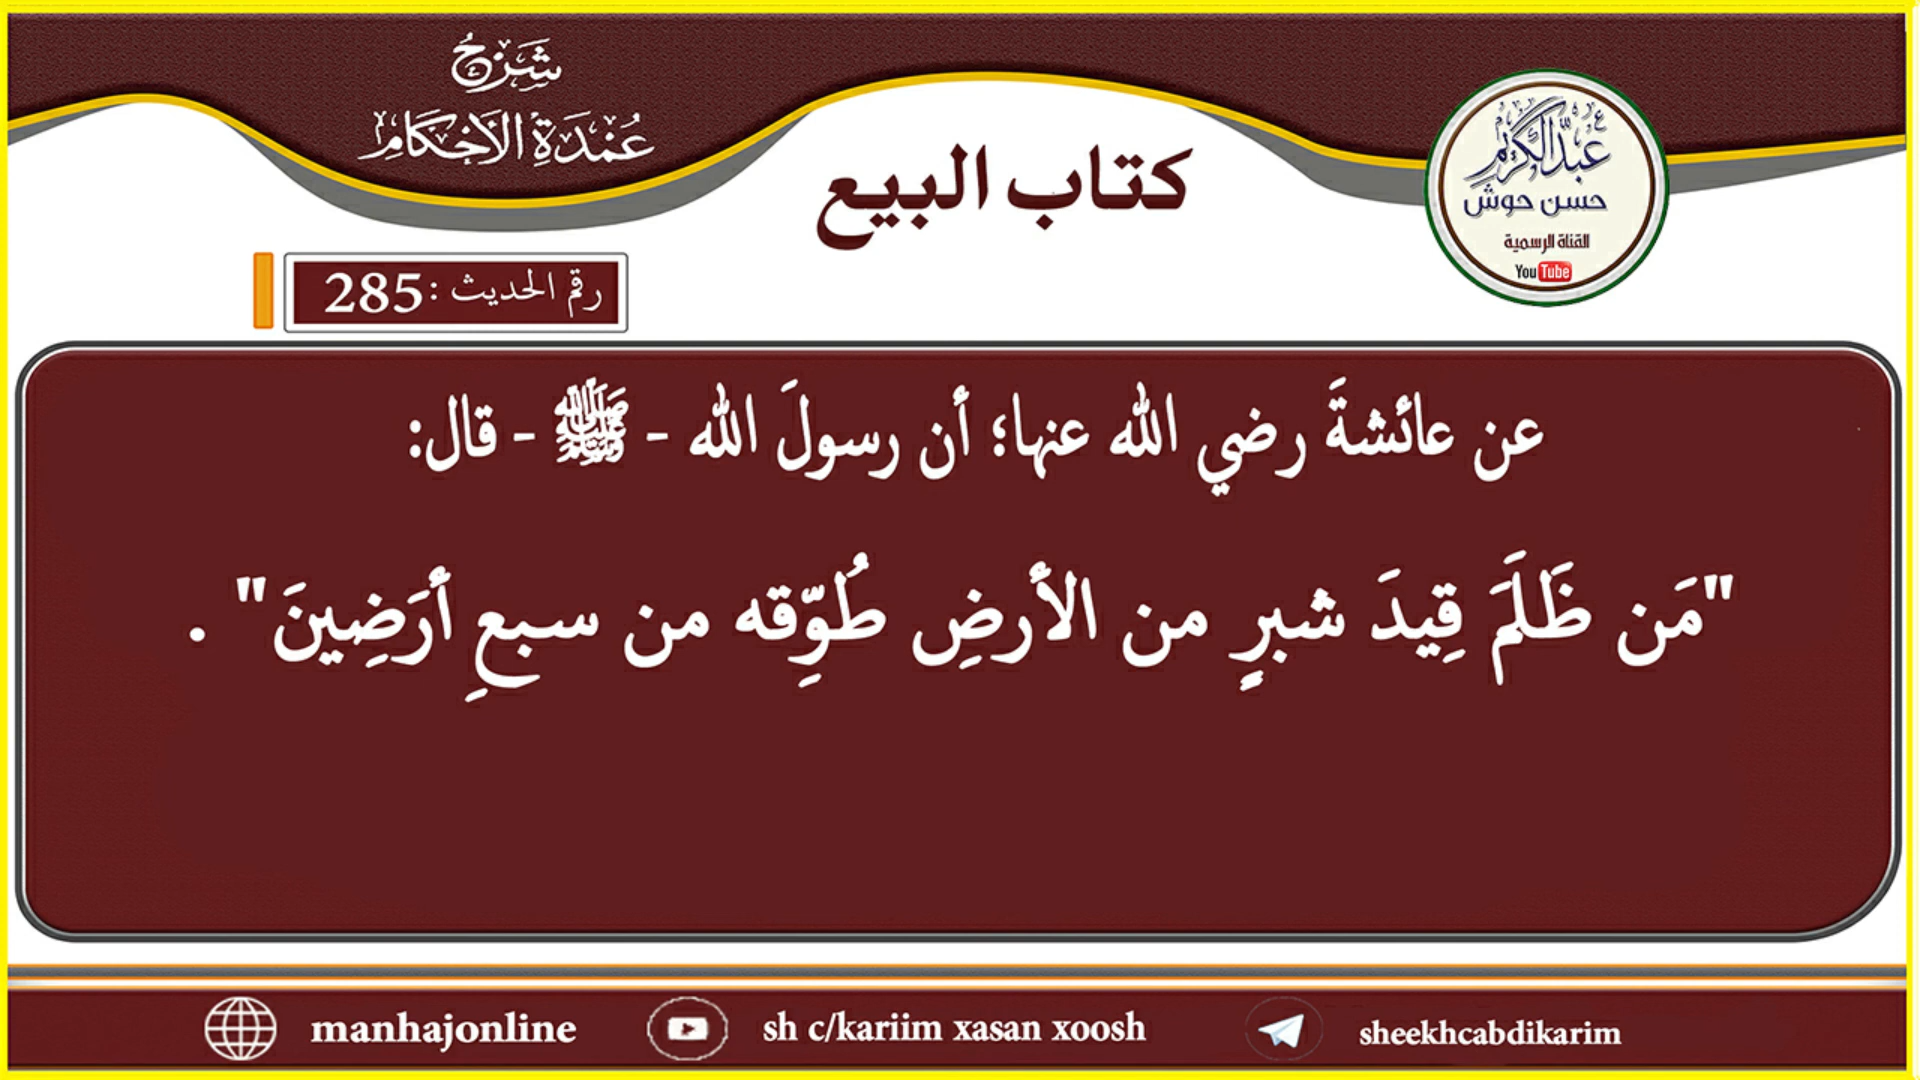 شرح
عمدة الأحكام
كتاب البيع
عبد الكريم
حسن حوش
القناة الرسمية
YouTube
رقم الحديث : 285
عن عائشةَ رضي الله عنها؛ أن رسولَ الله - ﷺ - قال:
"مَن ظَلَمَ قِيدَ شبرٍ من الأرضِ طُوِّقه من سبعِ أرَضِينَ" .
manhajonline
sh c/kariim xasan xoosh
sheekhcabdikarim